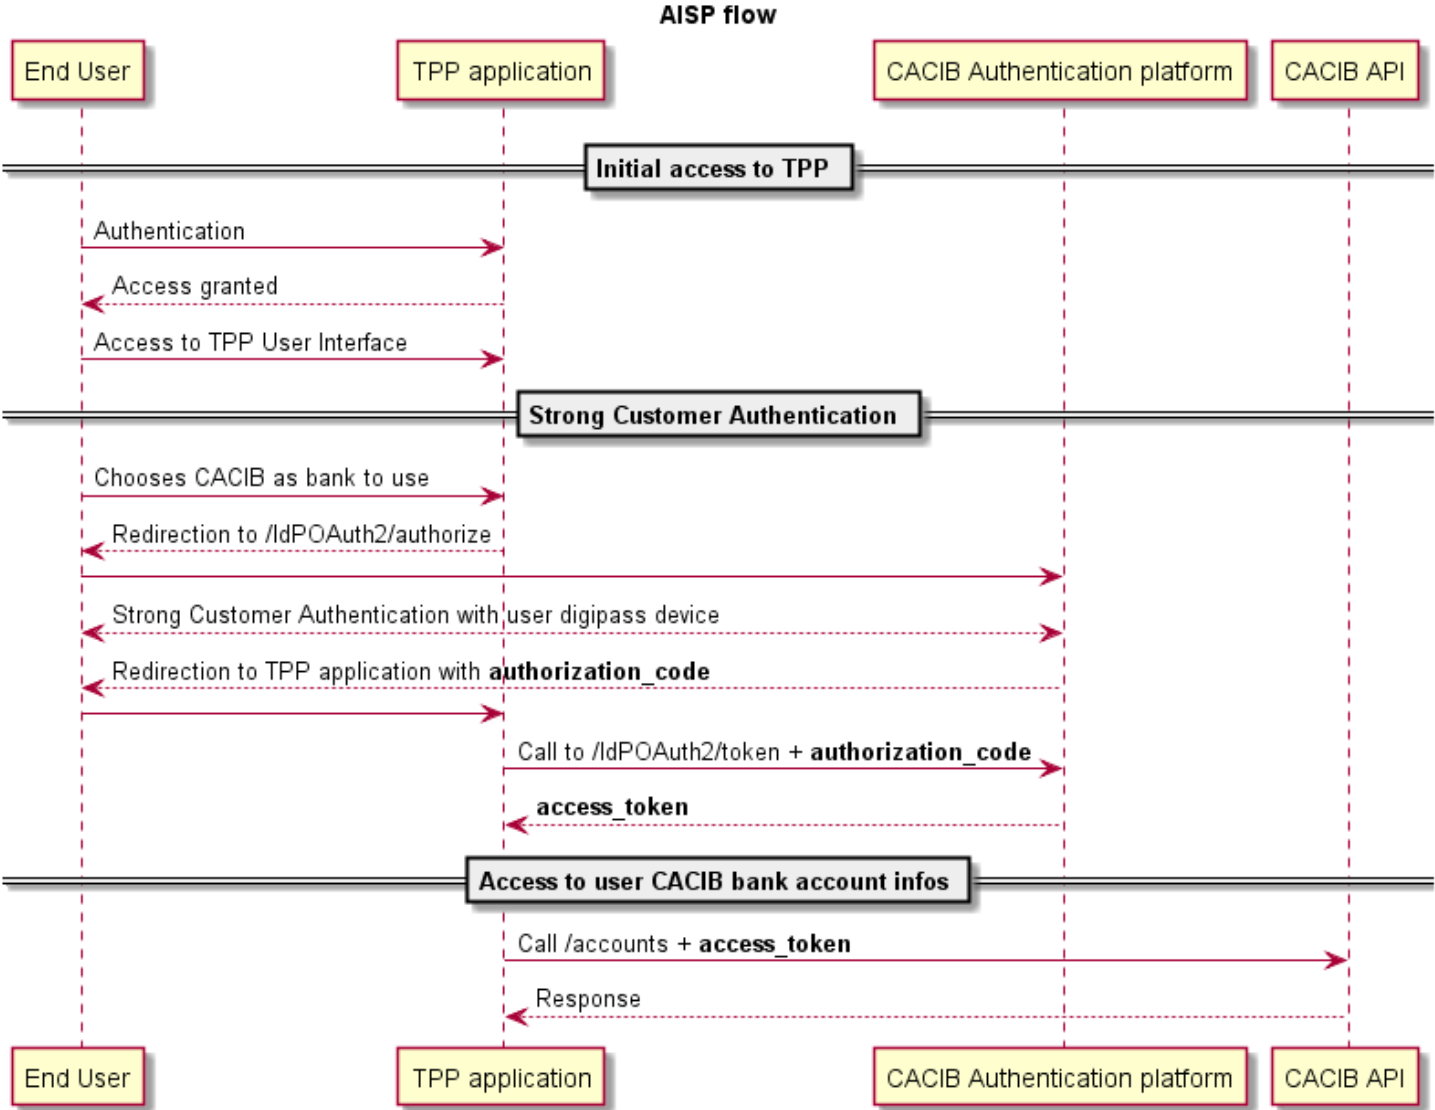 AISP flow
End User
TPP application
CACIB Authentication platform
CACIB API
Initial access to TPP
Authentication
Access granted
Access to TPP User Interface
Strong Customer Authentication
Chooses CACIB as bank to use
Redirection to /IdPOAuth2/authorize
Strong Customer Authentication with user digipass device
Redirection to TPP application with authorization_code
Call to /IdPOAuth2/token + authorization_code
access_token
Access to user CACIB bank account infos
Call /accounts + access_token
Response
End User
TPP application
CACIB Authentication platform
CACIB API